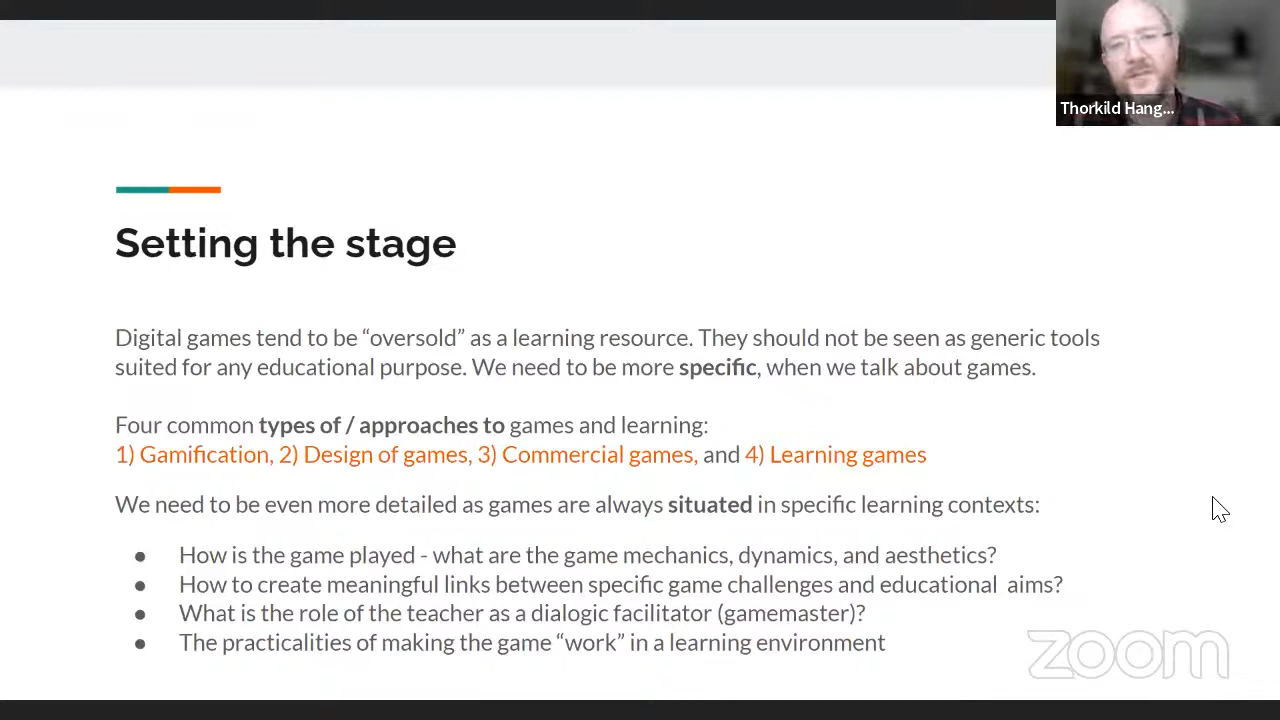 Thorkild Hang...
Setting the stage
Digital games tend to be “oversold” as a learning resource. They should not be seen as generic tools
suited for any educational purpose. We need to be more specific, when we talk about games.
Four common types of / approaches to games and learning:
1) Gamification, 2) Design of games, 3) Commercial games, and 4) Learning games
We need to be even more detailed as games are always situated in specific learning contexts:
● How is the game played - what are the game mechanics, dynamics, and aesthetics?
● How to create meaningful links between specific game challenges and educational aims?
● What is the role of the teacher as a dialogic facilitator (gamemaster)?
● The practicalities of making the game “work” in a learning environment
zoom